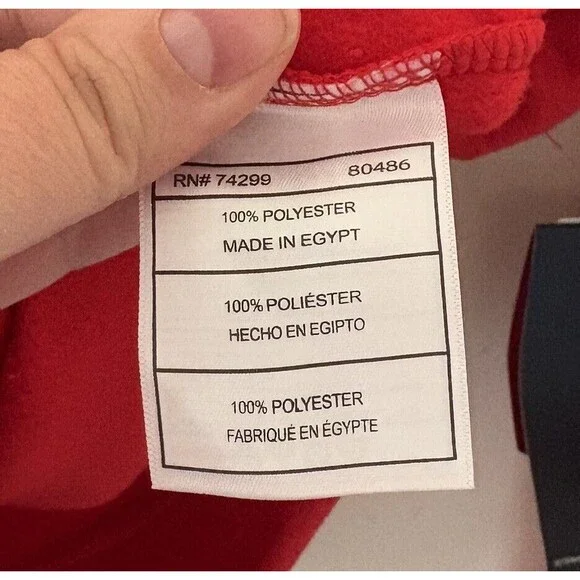 RN# 74299 80486
100% POLYESTER
MADE IN EGYPT
100% POLIÉSTER
HECHO EN EGIPTO
100% POLYESTER
FABRIQUÉ EN ÉGYPTE